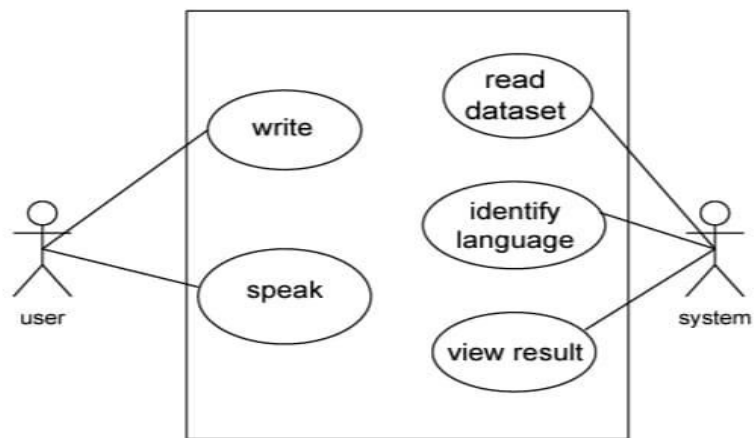 read
dataset
write
identify
language
speak
user
system
view result